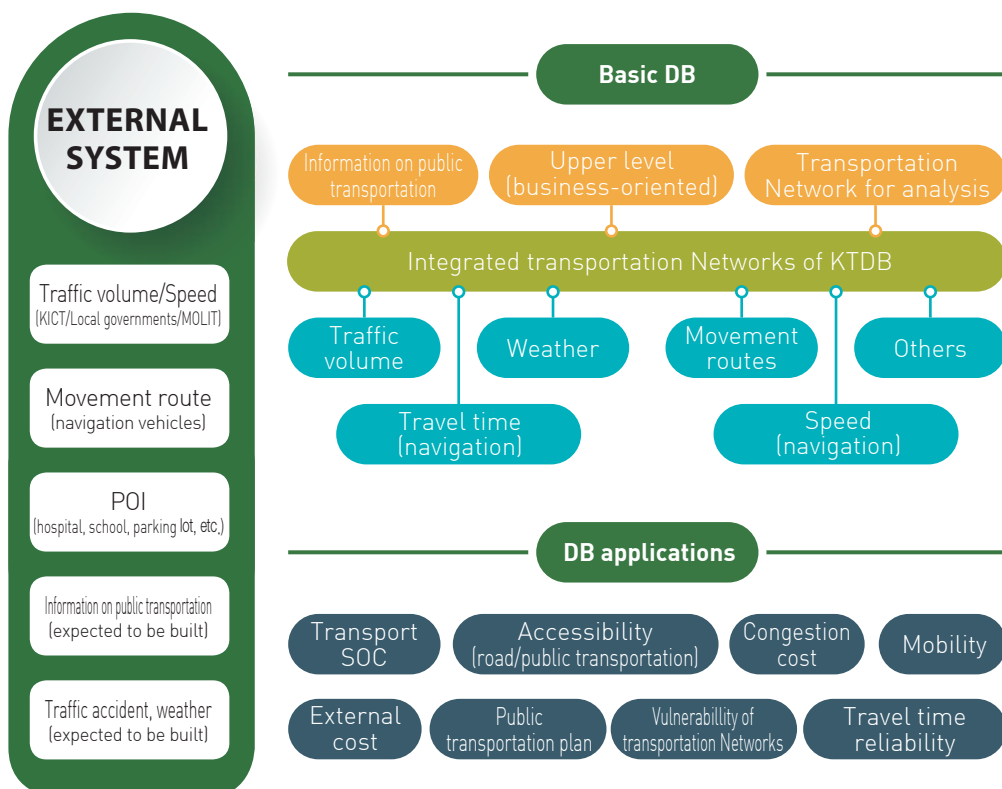 EXTERNAL
SYSTEM
Traffic volume/Speed
(KICT/Local governments/MOLIT)
Movement route
(navigation vehicles)
POI
(hospital, school, parking lot, etc,)
Information on public transportation
(expected to be built)
Traffic accident, weather
(expected to be built)
Basic DB
Information on public
transportation
Upper level
(business-oriented)
Transportation
Network for analysis
Integrated transportation Networks of KTDB
Traffic
volume
Weather
Movement
routes
Others
Travel time
(navigation)
Speed
(navigation)
DB applications
Transport
SOC
Accessibility
(road/public transportation)
Congestion
cost
Mobility
External
cost
Public
transportation plan
Vulnerabillity of
transportation Networks
Travel time
reliability